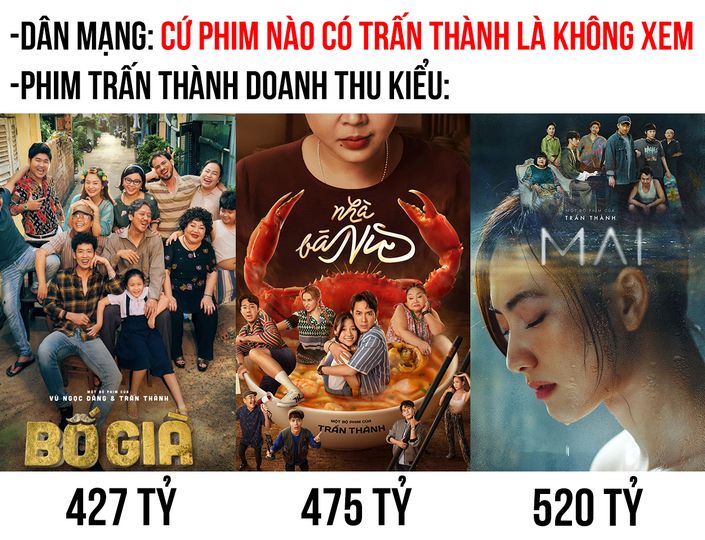 -DÂN MẠNG: CỨ PHIM NÀO CÓ TRẤN THÀNH LÀ KHÔNG XEM
-PHIM TRẤN THÀNH DOANH THU KIỂU:
MỘT BỘ PHIM CỦA
VŨ NGỌC ĐÃNG & TRẤN THÀNH
BỐ GIÀ
427 TỶ
nhà
bà Nữ
MỘT BỘ PHIM CỦA
TRẤN THÀNH
475 TỶ
MỘT BỘ PHIM CỦA
TRẤN THÀNH
MAI
520 TỶ